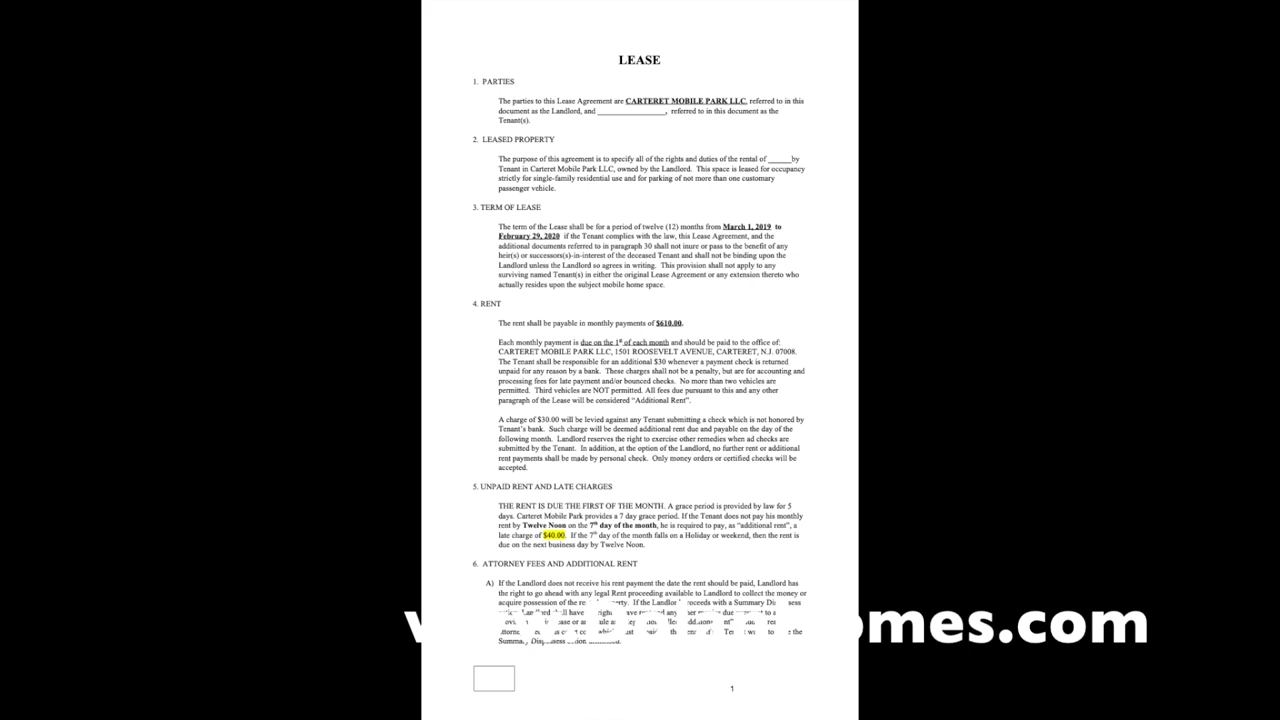 LEASE
1. PARTIES
The parties to this Lease Agreement are CARTERET MOBILE PARK LLC, referred to in this
document as the Landlord, and _________________, referred to in this document as the
Tenant(s).
2. LEASED PROPERTY
The purpose of this agreement is to specify all of the rights and duties of the rental of ______by
Tenant in Carteret Mobile Park LLC, owned by the Landlord. This space is leased for occupancy
strictly for single-family residential use and for parking of not more than one customary
passenger vehicle.
3. TERM OF LEASE
The term of the Lease shall be for a period of twelve (12) months from March 1, 2019 to
February 29, 2020 if the Tenant complies with the law, this Lease Agreement, and the
additional documents referred to in paragraph 30 shall not inure or pass to the benefit of any
heir(s) or successors(s)-in-interest of the deceased Tenant and shall not be binding upon the
Landlord unless the Landlord so agrees in writing. This provision shall not apply to any
surviving named Tenant(s) in either the original Lease Agreement or any extension thereto who
actually resides upon the subject mobile home space.
4. RENT
The rent shall be payable in monthly payments of $610.00.
Each monthly payment is due on the 1st of each month and should be paid to the office of:
CARTERET MOBILE PARK LLC, 1501 ROOSEVELT AVENUE, CARTERET, N.J. 07008.
The Tenant shall be responsible for an additional $30 whenever a payment check is returned
unpaid for any reason by a bank. These charges shall not be a penalty, but are for accounting and
processing fees for late payment and/or bounced checks. No more than two vehicles are
permitted. Third vehicles are NOT permitted. All fees due pursuant to this and any other
paragraph of the Lease will be considered “Additional Rent”.
A charge of $30.00 will be levied against any Tenant submitting a check which is not honored by
Tenant’s bank. Such charge will be deemed additional rent due and payable on the day of the
following month. Landlord reserves the right to exercise other remedies when ad checks are
submitted by the Tenant. In addition, at the option of the Landlord, no further rent or additional
rent payments shall be made by personal check. Only money orders or certified checks will be
accepted.
5. UNPAID RENT AND LATE CHARGES
THE RENT IS DUE THE FIRST OF THE MONTH. A grace period is provided by law for 5
days. Carteret Mobile Park provides a 7 day grace period. If the Tenant does not pay his monthly
rent by Twelve Noon on the 7th day of the month, he is required to pay, as “additional rent”, a
late charge of $40.00. If the 7th day of the month falls on a Holiday or weekend, then the rent is
due on the next business day by Twelve Noon.
6. ATTORNEY FEES AND ADDITIONAL RENT
A) If the Landlord does not receive his rent payment the date the rent should be paid, Landlord has
the right to go ahead with any legal Rent proceeding available to Landlord to collect the money or
acquire possession of the If the with a Summary
have
the
Summary
omes.com
1